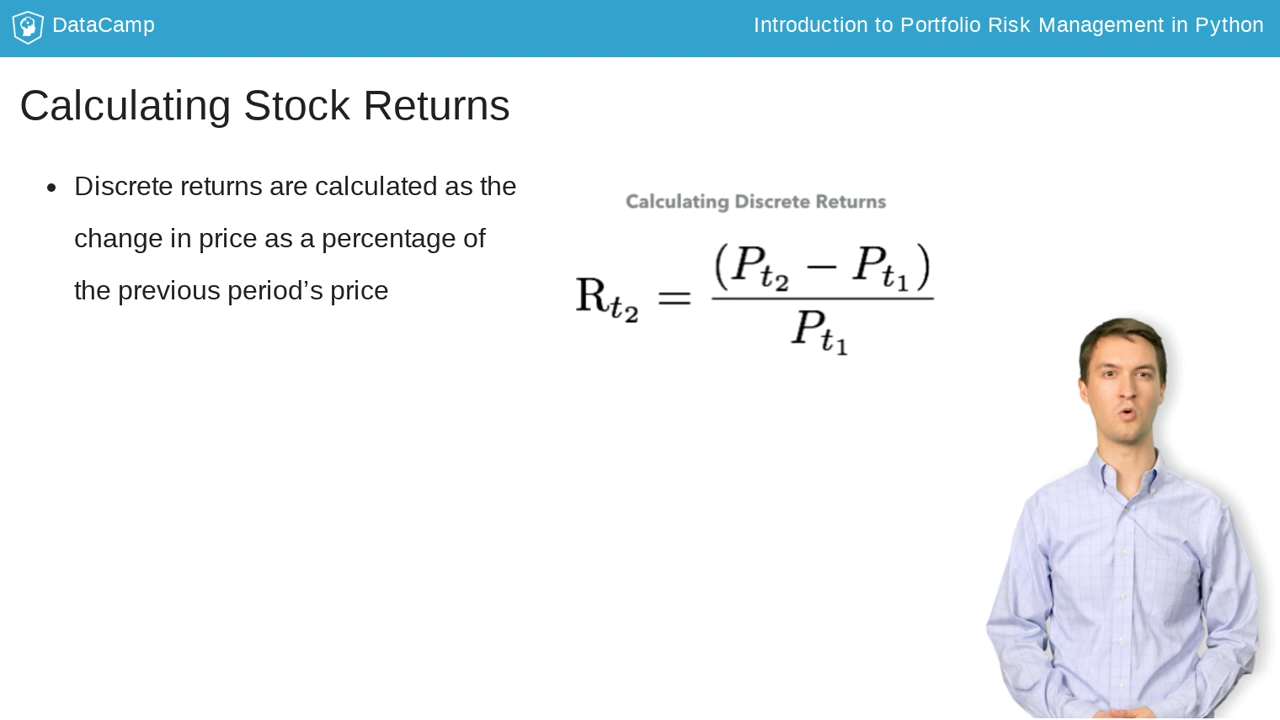 DataCamp
Introduction to Portfolio Risk Management in Python
Calculating Stock Returns
• Discrete returns are calculated as the
change in price as a percentage of
the previous period’s price
Calculating Discrete Returns
R_{t_2} = \frac{(P_{t_2} − P_{t_1})}{P_{t_1}}